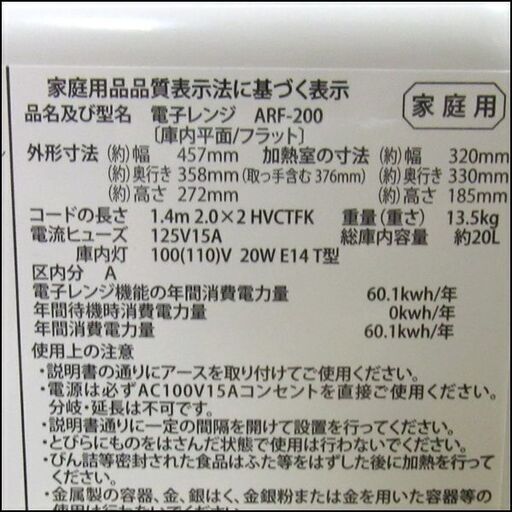 家庭用品品質表示法に基づく表示
家庭用
品名及び型名 電子レンジ ARF-200
〔庫内平面/フラット〕
外形寸法 (約)幅 457mm 加熱室の寸法 (約)幅 320mm
(約)奥行き 358mm(取っ手含む 376mm) (約)奥行き 330mm
(約)高さ 272mm (約)高さ 185mm
コードの長さ 1.4m 2.0×2 HVCTFK 重量(重さ) 13.5kg
電流ヒューズ 125V15A 総庫内容量 約20L
庫内灯 100(110)V 20W E14 T型
区内分 A
電子レンジ機能の年間消費電力量 60.1kwh/年
年間待機時消費電力量 0kwh/年
年間消費電力量 60.1kwh/年
使用上の注意
・説明書の通りにアースを取り付けてご使用ください。
・電源は必ずAC100V15Aコンセントを直接ご使用ください。
分岐・延長は不可です。
・説明書通りに一定の間隔を開けて設置を行ってください。
・とびらにものをはさんだ状態で使用は行わないでください。
・びん詰等密封された食品はふた等をはずした後に加熱を行って
ください。
・金属製の容器、金、銀はく、金銀粉または金を用いた容器等の
使用は行わないでください。